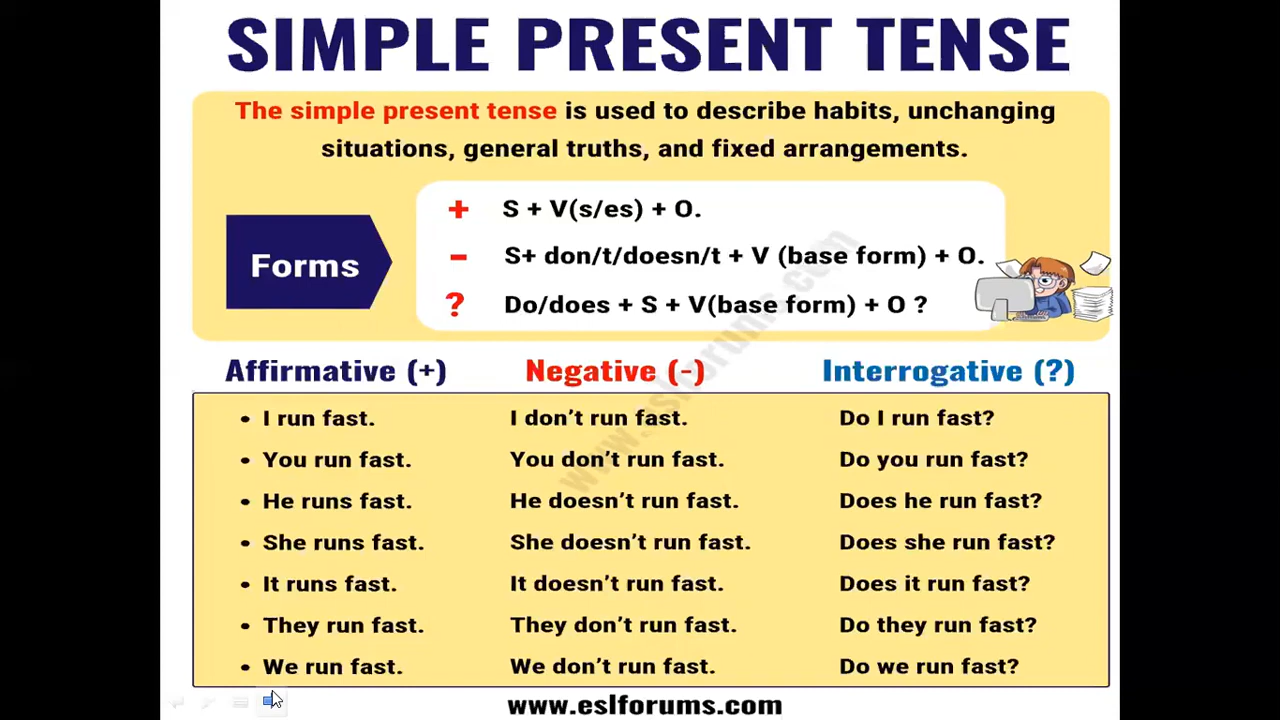 SIMPLE PRESENT TENSE
The simple present tense is used to describe habits, unchanging
situations, general truths, and fixed arrangements.
Forms
+ S + V(s/es) + O.
- S+ don/t/doesn/t + V (base form) + O.
? Do/does + S + V(base form) + O ?
Affirmative (+) Negative (-) Interrogative (?)
• I run fast. I don’t run fast. Do I run fast?
• You run fast. You don’t run fast. Do you run fast?
• He runs fast. He doesn’t run fast. Does he run fast?
• She runs fast. She doesn’t run fast. Does she run fast?
• It runs fast. It doesn’t run fast. Does it run fast?
• They run fast. They don’t run fast. Do they run fast?
• We run fast. We don’t run fast. Do we run fast?
www.eslforums.com
www.eslforums.com